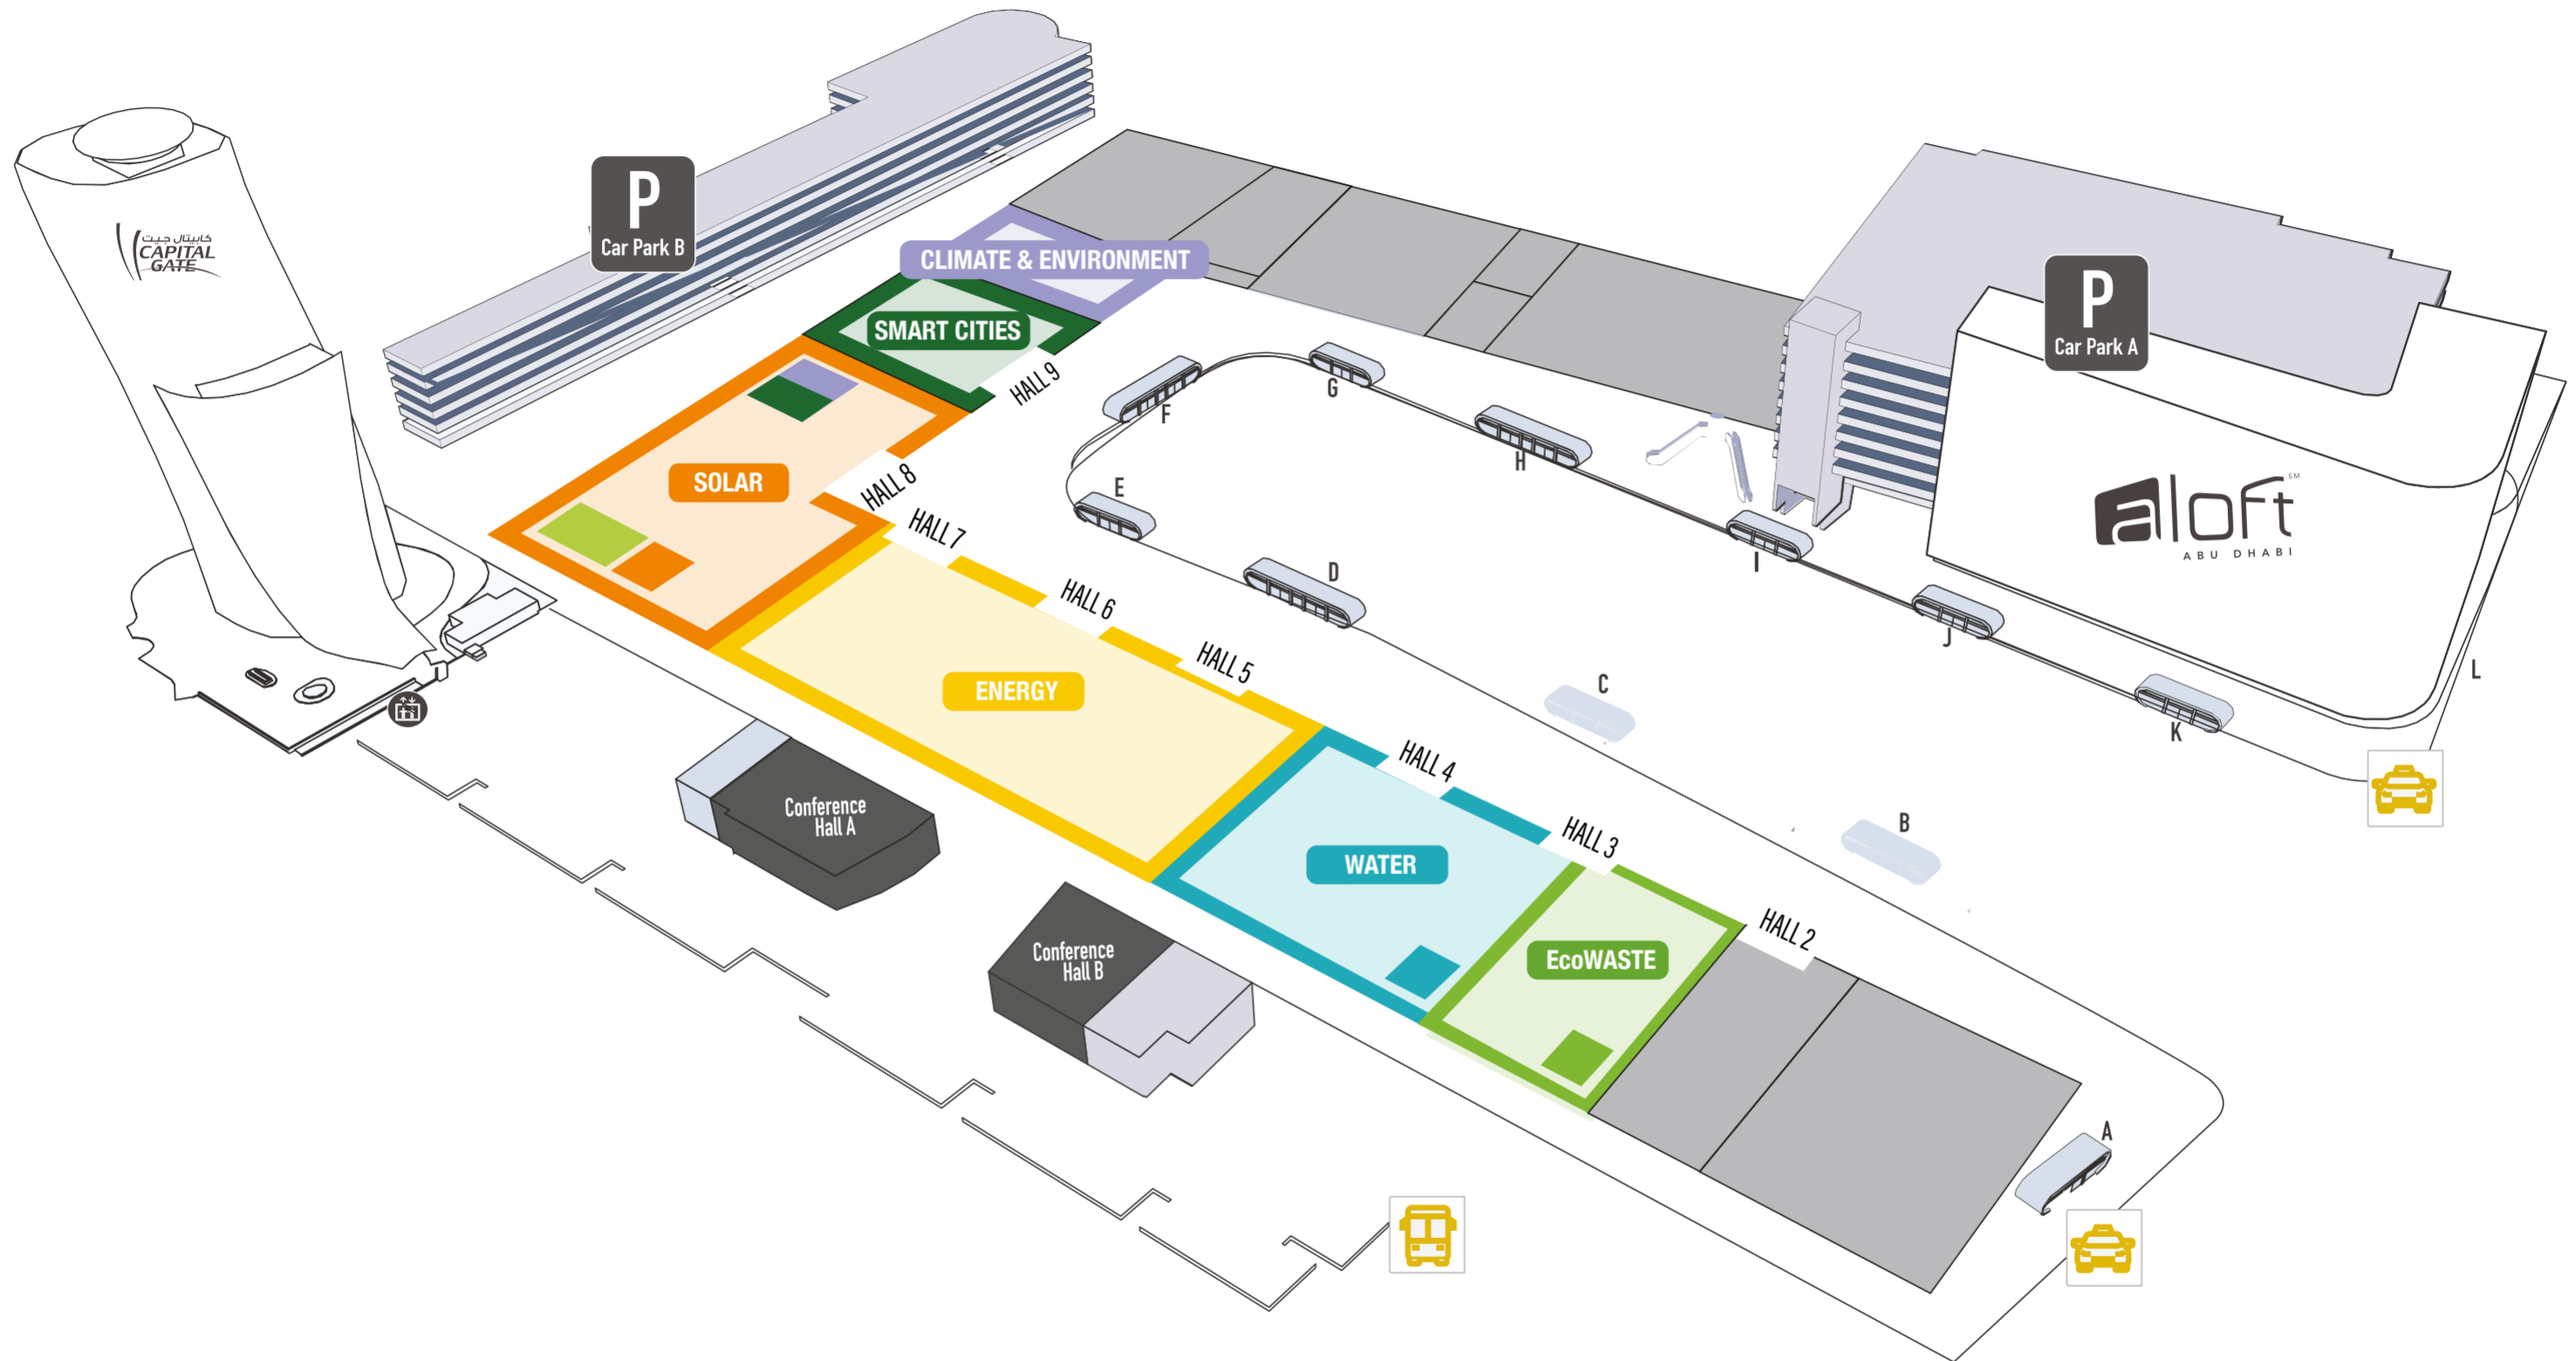 كابيتال جيت
CAPITAL
GATE
P
Car Park B
CLIMATE & ENVIRONMENT
SMART CITIES
HALL 9
SOLAR
HALL 8
HALL 7
HALL 6
HALL 5
ENERGY
HALL 4
HALL 3
WATER
HALL 2
EcoWASTE
Conference
Hall A
Conference
Hall B
P
Car Park A
aloft SM
ABU DHABI
A
B
C
D
E
F
G
H
I
J
K
L